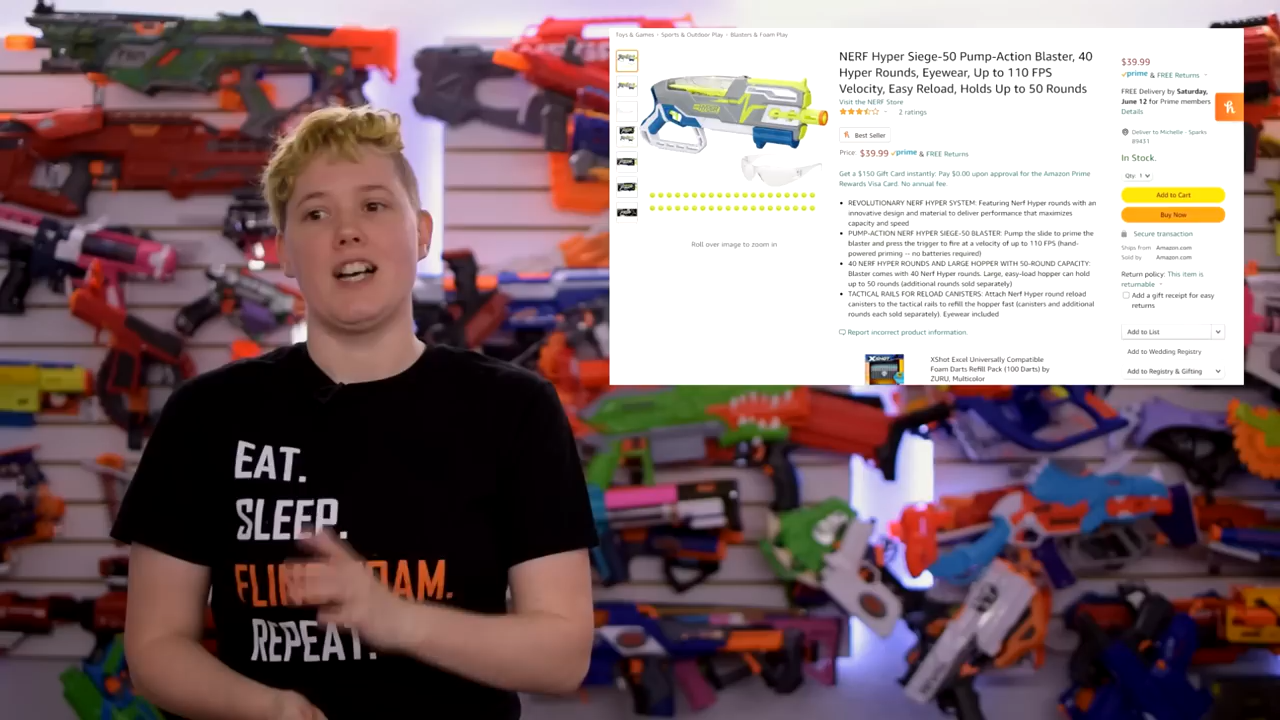 Toys & Games › Sports & Outdoor Play › Blasters & Foam Play
NERF Hyper Siege-50 Pump-Action Blaster, 40
Hyper Rounds, Eyewear, Up to 110 FPS
Velocity, Easy Reload, Holds Up to 50 Rounds
Visit the NERF Store
2 ratings
Best Seller
Price: $39.99 prime & FREE Returns
Get a $150 Gift Card instantly: Pay $0.00 upon approval for the Amazon Prime
Rewards Visa Card. No annual fee.
• REVOLUTIONARY NERF HYPER SYSTEM: Featuring Nerf Hyper rounds with an
innovative design and material to deliver performance that maximizes
capacity and speed
• PUMP-ACTION NERF HYPER SIEGE-50 BLASTER: Pump the slide to prime the
blaster and press the trigger to fire at a velocity of up to 110 FPS (hand-
powered priming -- no batteries required)
• 40 NERF HYPER ROUNDS AND LARGE HOPPER WITH 50-ROUND CAPACITY:
Blaster comes with 40 Nerf Hyper rounds. Large, easy-load hopper can hold
up to 50 rounds (additional rounds sold separately)
• TACTICAL RAILS FOR RELOAD CANISTERS: Attach Nerf Hyper round reload
canisters to the tactical rails to refill the hopper fast (canisters and additional
rounds each sold separately). Eyewear included
Report incorrect product information.
XShot Excel Universally Compatible
Foam Darts Refill Pack (100 Darts) by
ZURU, Multicolor
Roll over image to zoom in
$39.99
prime & FREE Returns
FREE Delivery by Saturday,
June 12 for Prime members
Details
Deliver to Michelle - Sparks
89431
In Stock.
Qty: 1
Add to Cart
Buy Now
Secure transaction
Ships from Amazon.com
Sold by Amazon.com
Return policy: This item is
returnable
Add a gift receipt for easy
returns
Add to List
Add to Wedding Registry
Add to Registry & Gifting
EAT.
SLEEP.
REPEAT.